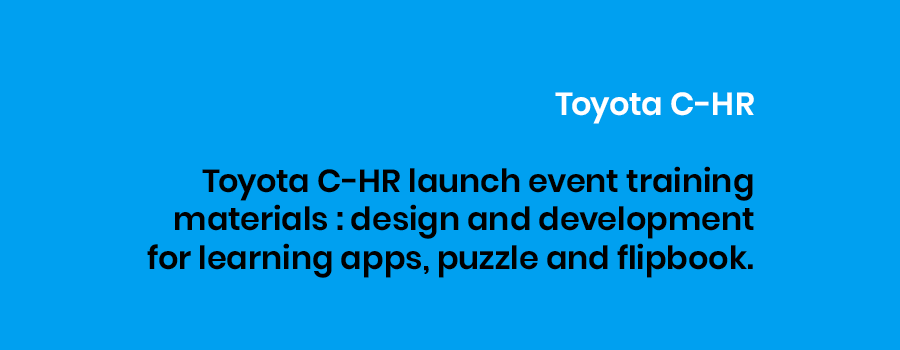 Toyota C-HR
Toyota C-HR launch event training
materials : design and development
for learning apps, puzzle and flipbook.